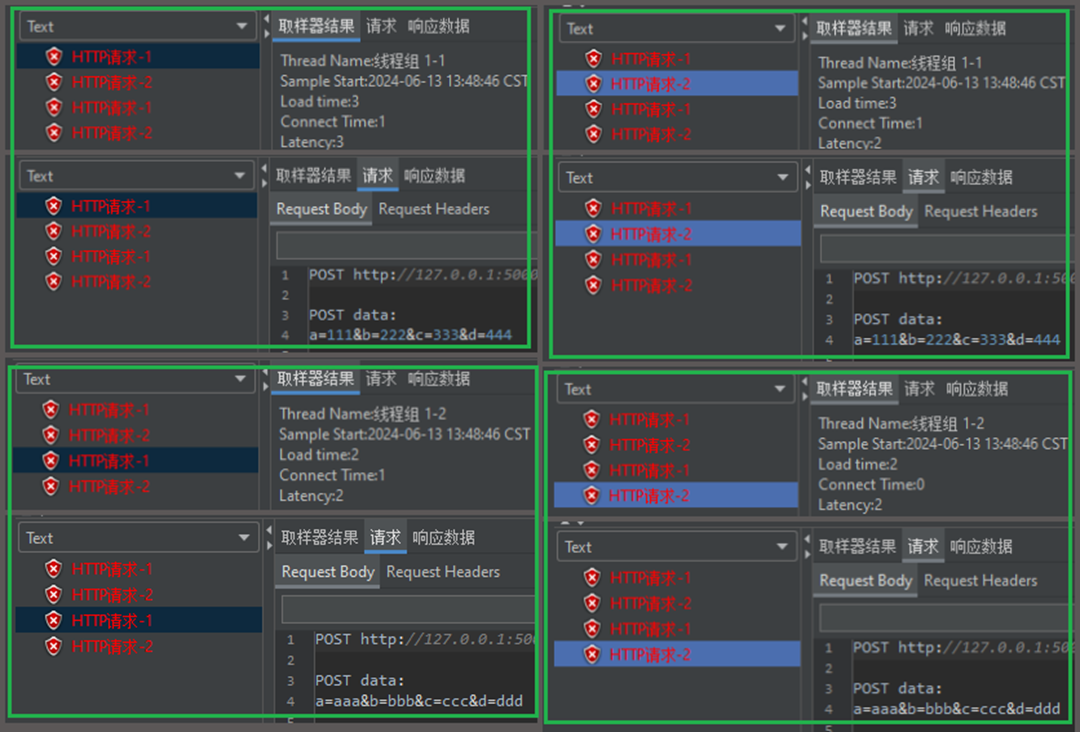 Text
HTTP请求-1
HTTP请求-2
HTTP请求-1
HTTP请求-2
取样器结果 请求 响应数据
Thread Name:线程组 1-1
Sample Start:2024-06-13 13:48:46 CST
Load time:3
Connect Time:1
Latency:3
Text
HTTP请求-1
HTTP请求-2
HTTP请求-1
HTTP请求-2
取样器结果 请求 响应数据
Request Body Request Headers
1 POST http://127.0.0.1:5000
2
3 POST data:
4 a=111&b=222&c=333&d=444
Text
HTTP请求-1
HTTP请求-2
HTTP请求-1
HTTP请求-2
取样器结果 请求 响应数据
Thread Name:线程组 1-1
Sample Start:2024-06-13 13:48:46 CST
Load time:3
Connect Time:1
Latency:2
Text
HTTP请求-1
HTTP请求-2
HTTP请求-1
HTTP请求-2
取样器结果 请求 响应数据
Request Body Request Headers
1 POST http://127.0.0.1:500
2
3 POST data:
4 a=111&b=222&c=333&d=444
Text
HTTP请求-1
HTTP请求-2
HTTP请求-1
HTTP请求-2
取样器结果 请求 响应数据
Thread Name:线程组 1-2
Sample Start:2024-06-13 13:48:46 CST
Load time:2
Connect Time:1
Latency:2
Text
HTTP请求-1
HTTP请求-2
HTTP请求-1
HTTP请求-2
取样器结果 请求 响应数据
Request Body Request Headers
1 POST http://127.0.0.1:500
2
3 POST data:
4 a=aaa&b=bbb&c=ccc&d=ddd
Text
HTTP请求-1
HTTP请求-2
HTTP请求-1
HTTP请求-2
取样器结果 请求 响应数据
Thread Name:线程组 1-2
Sample Start:2024-06-13 13:48:46 CST
Load time:2
Connect Time:0
Latency:2
Text
HTTP请求-1
HTTP请求-2
HTTP请求-1
HTTP请求-2
取样器结果 请求 响应数据
Request Body Request Headers
1 POST http://127.0.0.1:500
2
3 POST data:
4 a=aaa&b=bbb&c=ccc&d=ddd